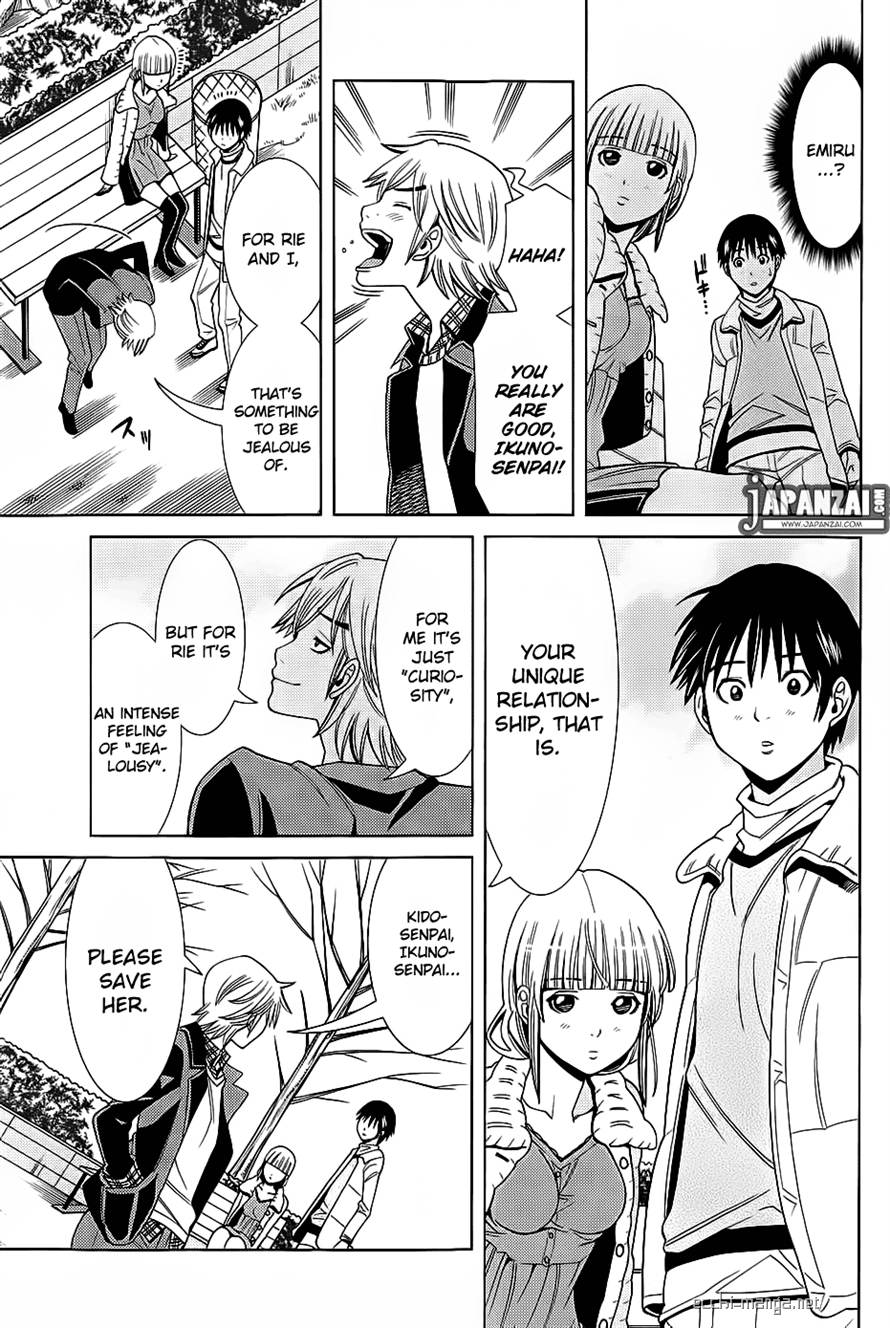 EMIRU
...?
ドキ…
HAHA!
YOU
REALLY
ARE
GOOD,
IKUNO-
SENPAI!
FOR RIE
AND I,
THAT'S
SOMETHING
TO BE
JEALOUS
OF.
スッ
JAPANZAI.COM
WWW.JAPANZAI.COM
YOUR
UNIQUE
RELATION-
SHIP, THAT
IS.
FOR
ME IT'S
JUST
"CURIO-
SITY",
BUT FOR
RIE IT'S
AN INTENSE
FEELING
OF "JEA-
LOUSY".
KIDO-
SENPAI,
IKUNO-
SENPAI...
PLEASE
SAVE
HER.
ecchi-manga.net